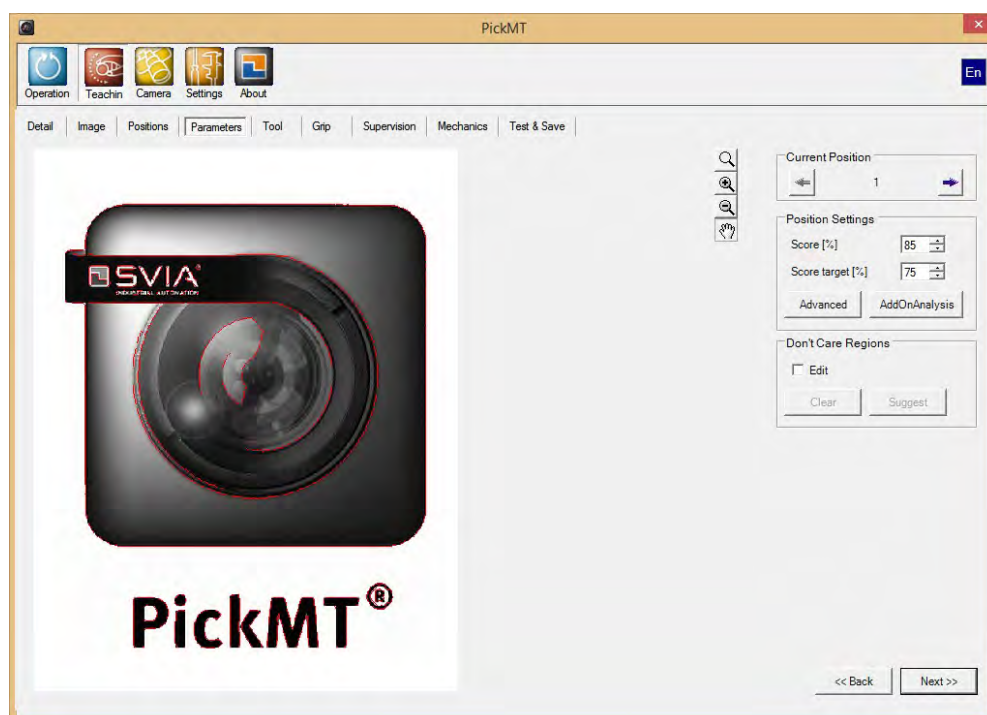 PickMT
Operation Teachin Camera Settings About
En
Detail Image Positions Parameters Tool Grip Supervision Mechanics Test & Save
Current Position
1
Position Settings
Score [%] 85
Score target [%] 75
Advanced AddOnAnalysis
Don't Care Regions
Edit
Clear Suggest
SVIA®
INDUSTRIAL AUTOMATION
PickMT®
<< Back Next >>